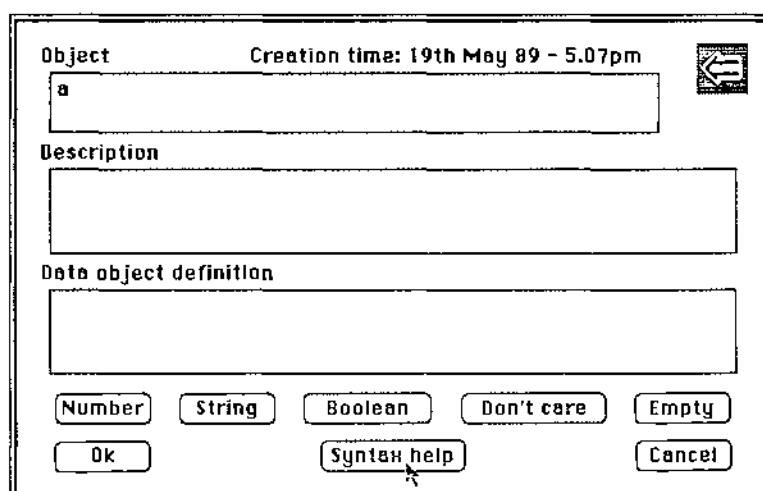 Object Creation time: 19th May 89 - 5.07pm
a
Description
Data object definition
Number String Boolean Don't care Empty
Ok Syntax help Cancel